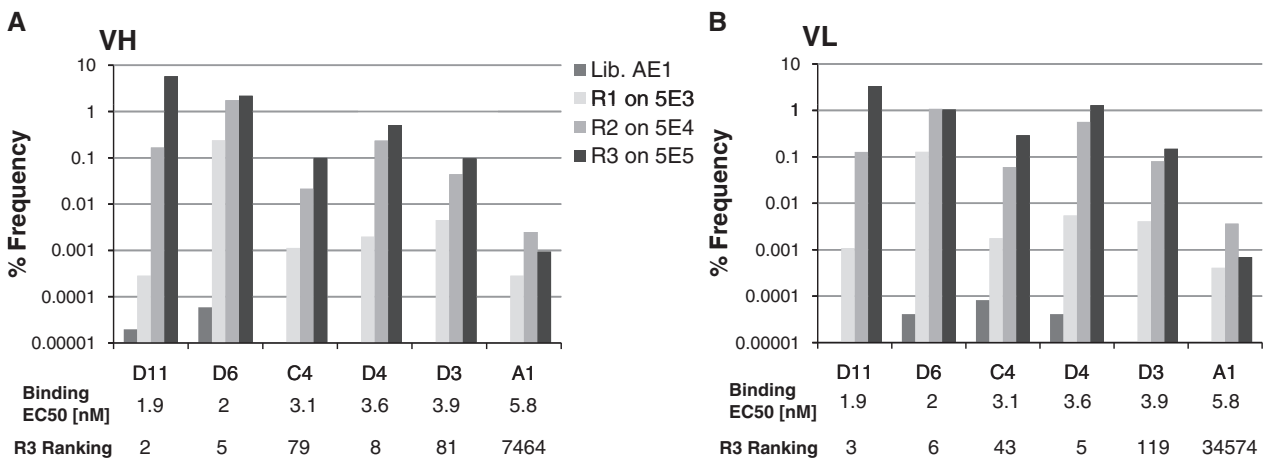 A
VH
% Frequency
10
1
0.1
0.01
0.001
0.0001
0.00001
Lib. AE1
R1 on 5E3
R2 on 5E4
R3 on 5E5
D11 D6 C4 D4 D3 A1
Binding EC50 [nM] 1.9 2 3.1 3.6 3.9 5.8
R3 Ranking 2 5 79 8 81 7464
B
VL
% Frequency
10
1
0.1
0.01
0.001
0.0001
0.00001
D11 D6 C4 D4 D3 A1
Binding EC50 [nM] 1.9 2 3.1 3.6 3.9 5.8
R3 Ranking 3 6 43 5 119 34574